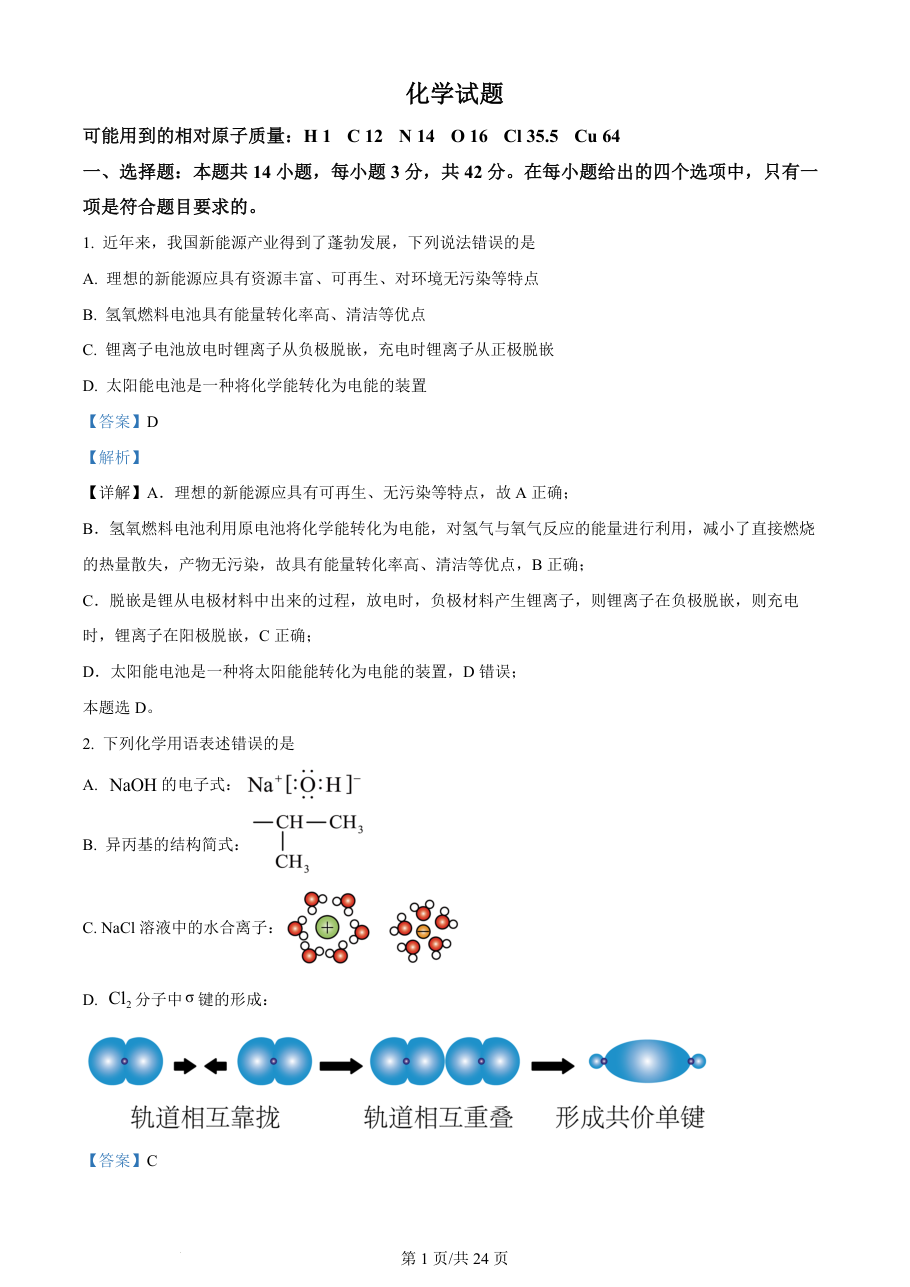 化学试题
可能用到的相对原子质量：H 1 C 12 N 14 O 16 Cl 35.5 Cu 64
一、选择题：本题共 14 小题，每小题 3 分，共 42 分。在每小题给出的四个选项中，只有一
项是符合题目要求的。
1. 近年来，我国新能源产业得到了蓬勃发展，下列说法错误的是
A. 理想的新能源应具有资源丰富、可再生、对环境无污染等特点
B. 氢氧燃料电池具有能量转化率高、清洁等优点
C. 锂离子电池放电时锂离子从负极脱嵌，充电时锂离子从正极脱嵌
D. 太阳能电池是一种将化学能转化为电能的装置
【答案】D
【解析】
【详解】A．理想的新能源应具有可再生、无污染等特点，故 A 正确；
B．氢氧燃料电池利用原电池将化学能转化为电能，对氢气与氧气反应的能量进行利用，减小了直接燃烧
的热量散失，产物无污染，故具有能量转化率高、清洁等优点，B 正确；
C．脱嵌是锂从电极材料中出来的过程，放电时，负极材料产生锂离子，则锂离子在负极脱嵌，则充电
时，锂离子在阳极脱嵌，C 正确；
D．太阳能电池是一种将太阳能能转化为电能的装置，D 错误；
本题选 D。
2. 下列化学用语表述错误的是
A. NaOH 的电子式： Na⁺[:Ö:H]⁻
B. 异丙基的结构简式： —CH—CH₃
CH₃
C. NaCl 溶液中的水合离子： + −
D. Cl₂ 分子中 σ 键的形成：
轨道相互靠拢 轨道相互重叠 形成共价单键
【答案】C
第 1 页/共 24 页